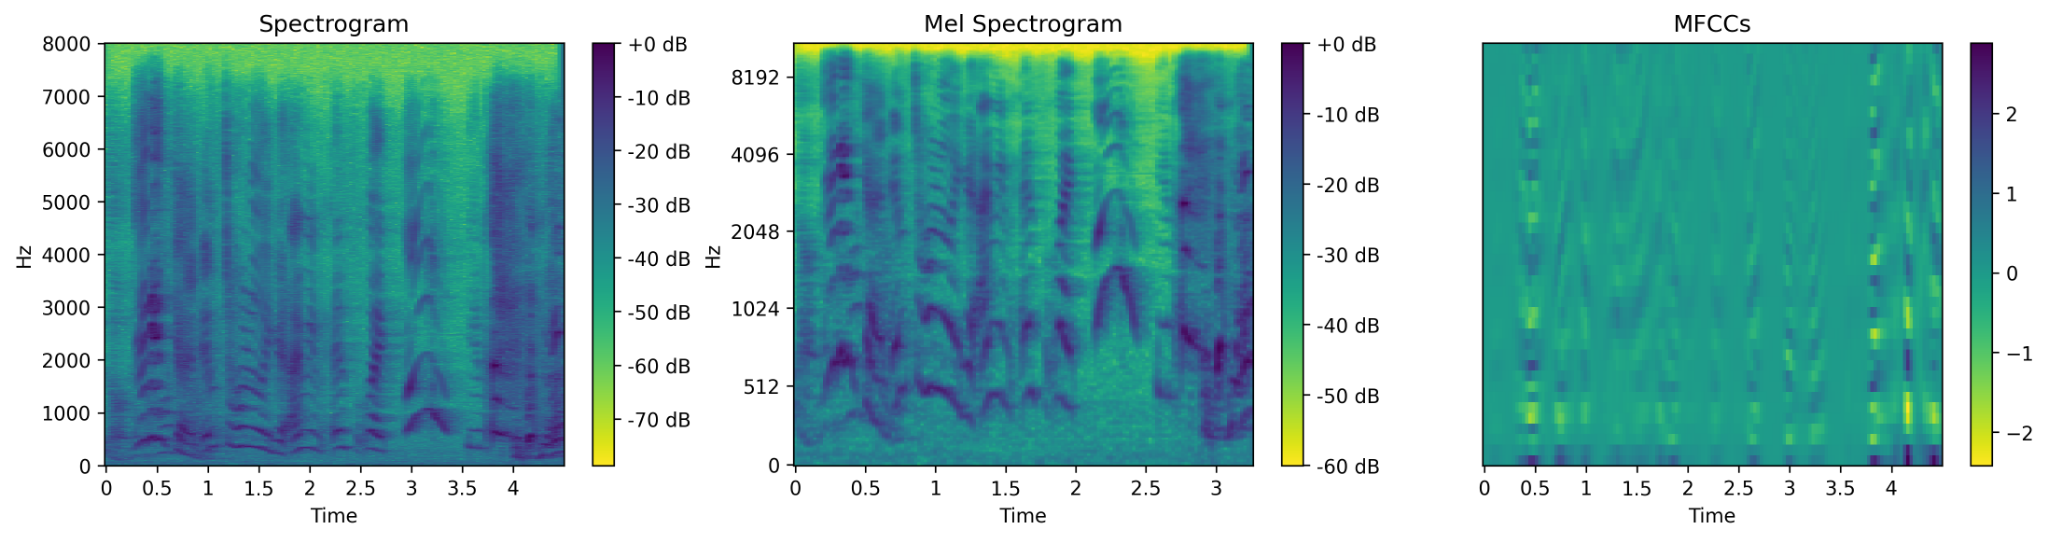 Spectrogram
8000
7000
6000
5000
4000
3000
2000
1000
0
Hz
0 0.5 1 1.5 2 2.5 3 3.5 4
Time
+0 dB
-10 dB
-20 dB
-30 dB
-40 dB
-50 dB
-60 dB
-70 dB
Mel Spectrogram
8192
4096
2048
1024
512
0
Hz
0 0.5 1 1.5 2 2.5 3
Time
+0 dB
-10 dB
-20 dB
-30 dB
-40 dB
-50 dB
-60 dB
MFCCs
0 0.5 1 1.5 2 2.5 3 3.5 4
Time
2
1
0
−1
−2